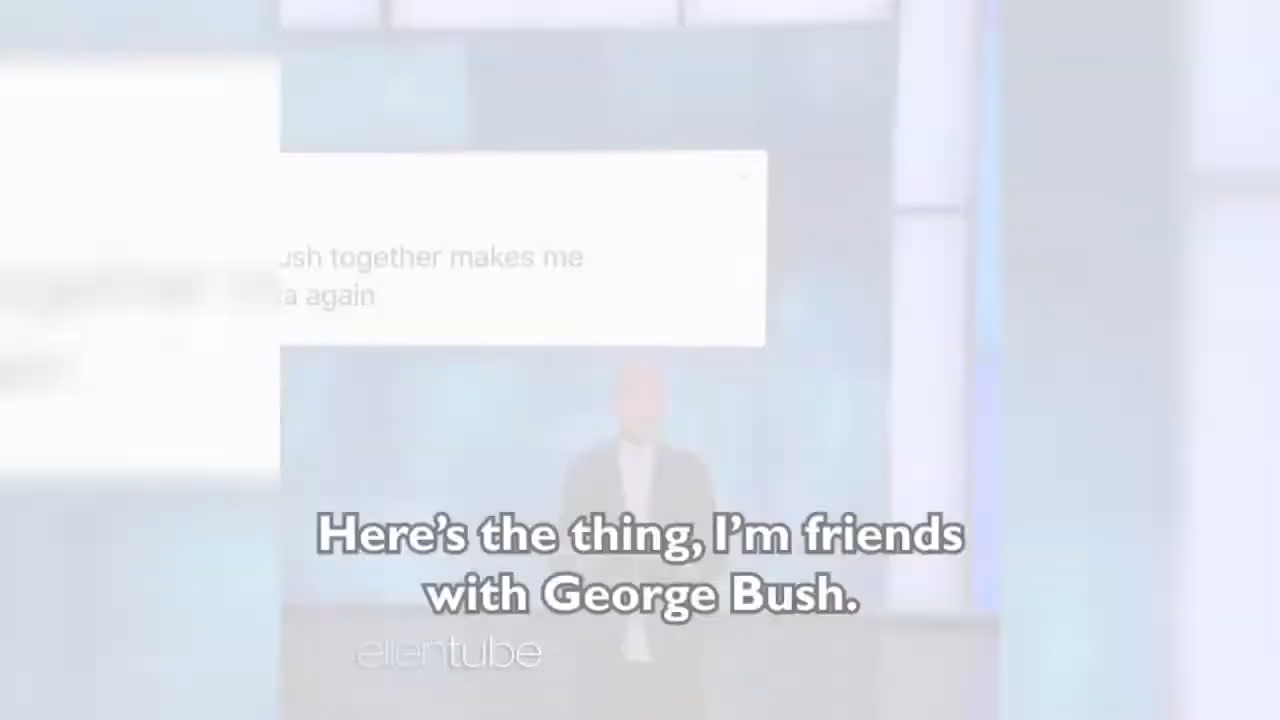 ush together makes me
a again
Here's the thing, I'm friends
with George Bush.
ellentube